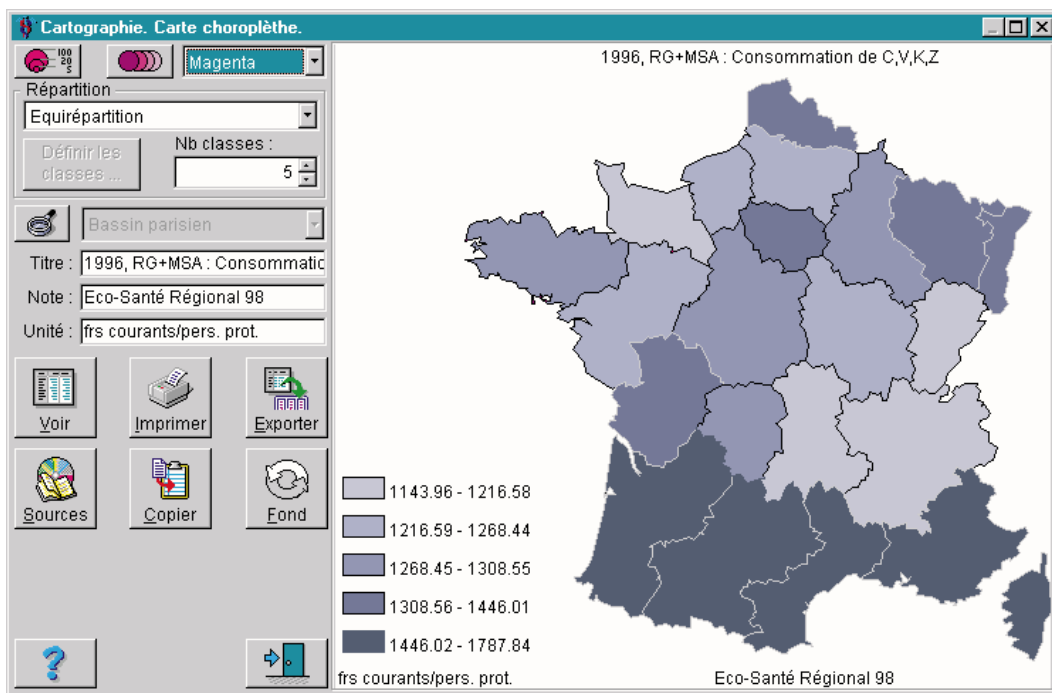 Cartographie. Carte choroplèthe.
100
20
5
Magenta
Répartition
Equirépartition
Définir les
classes ...
Nb classes :
5
Bassin parisien
Titre :
1996, RG+MSA : Consommatic
Note :
Eco-Santé Régional 98
Unité :
frs courants/pers. prot.
Voir
Imprimer
Exporter
Sources
Copier
Fond
?
1996, RG+MSA : Consommation de C,V,K,Z
1143.96 - 1216.58
1216.59 - 1268.44
1268.45 - 1308.55
1308.56 - 1446.01
1446.02 - 1787.84
frs courants/pers. prot.
Eco-Santé Régional 98